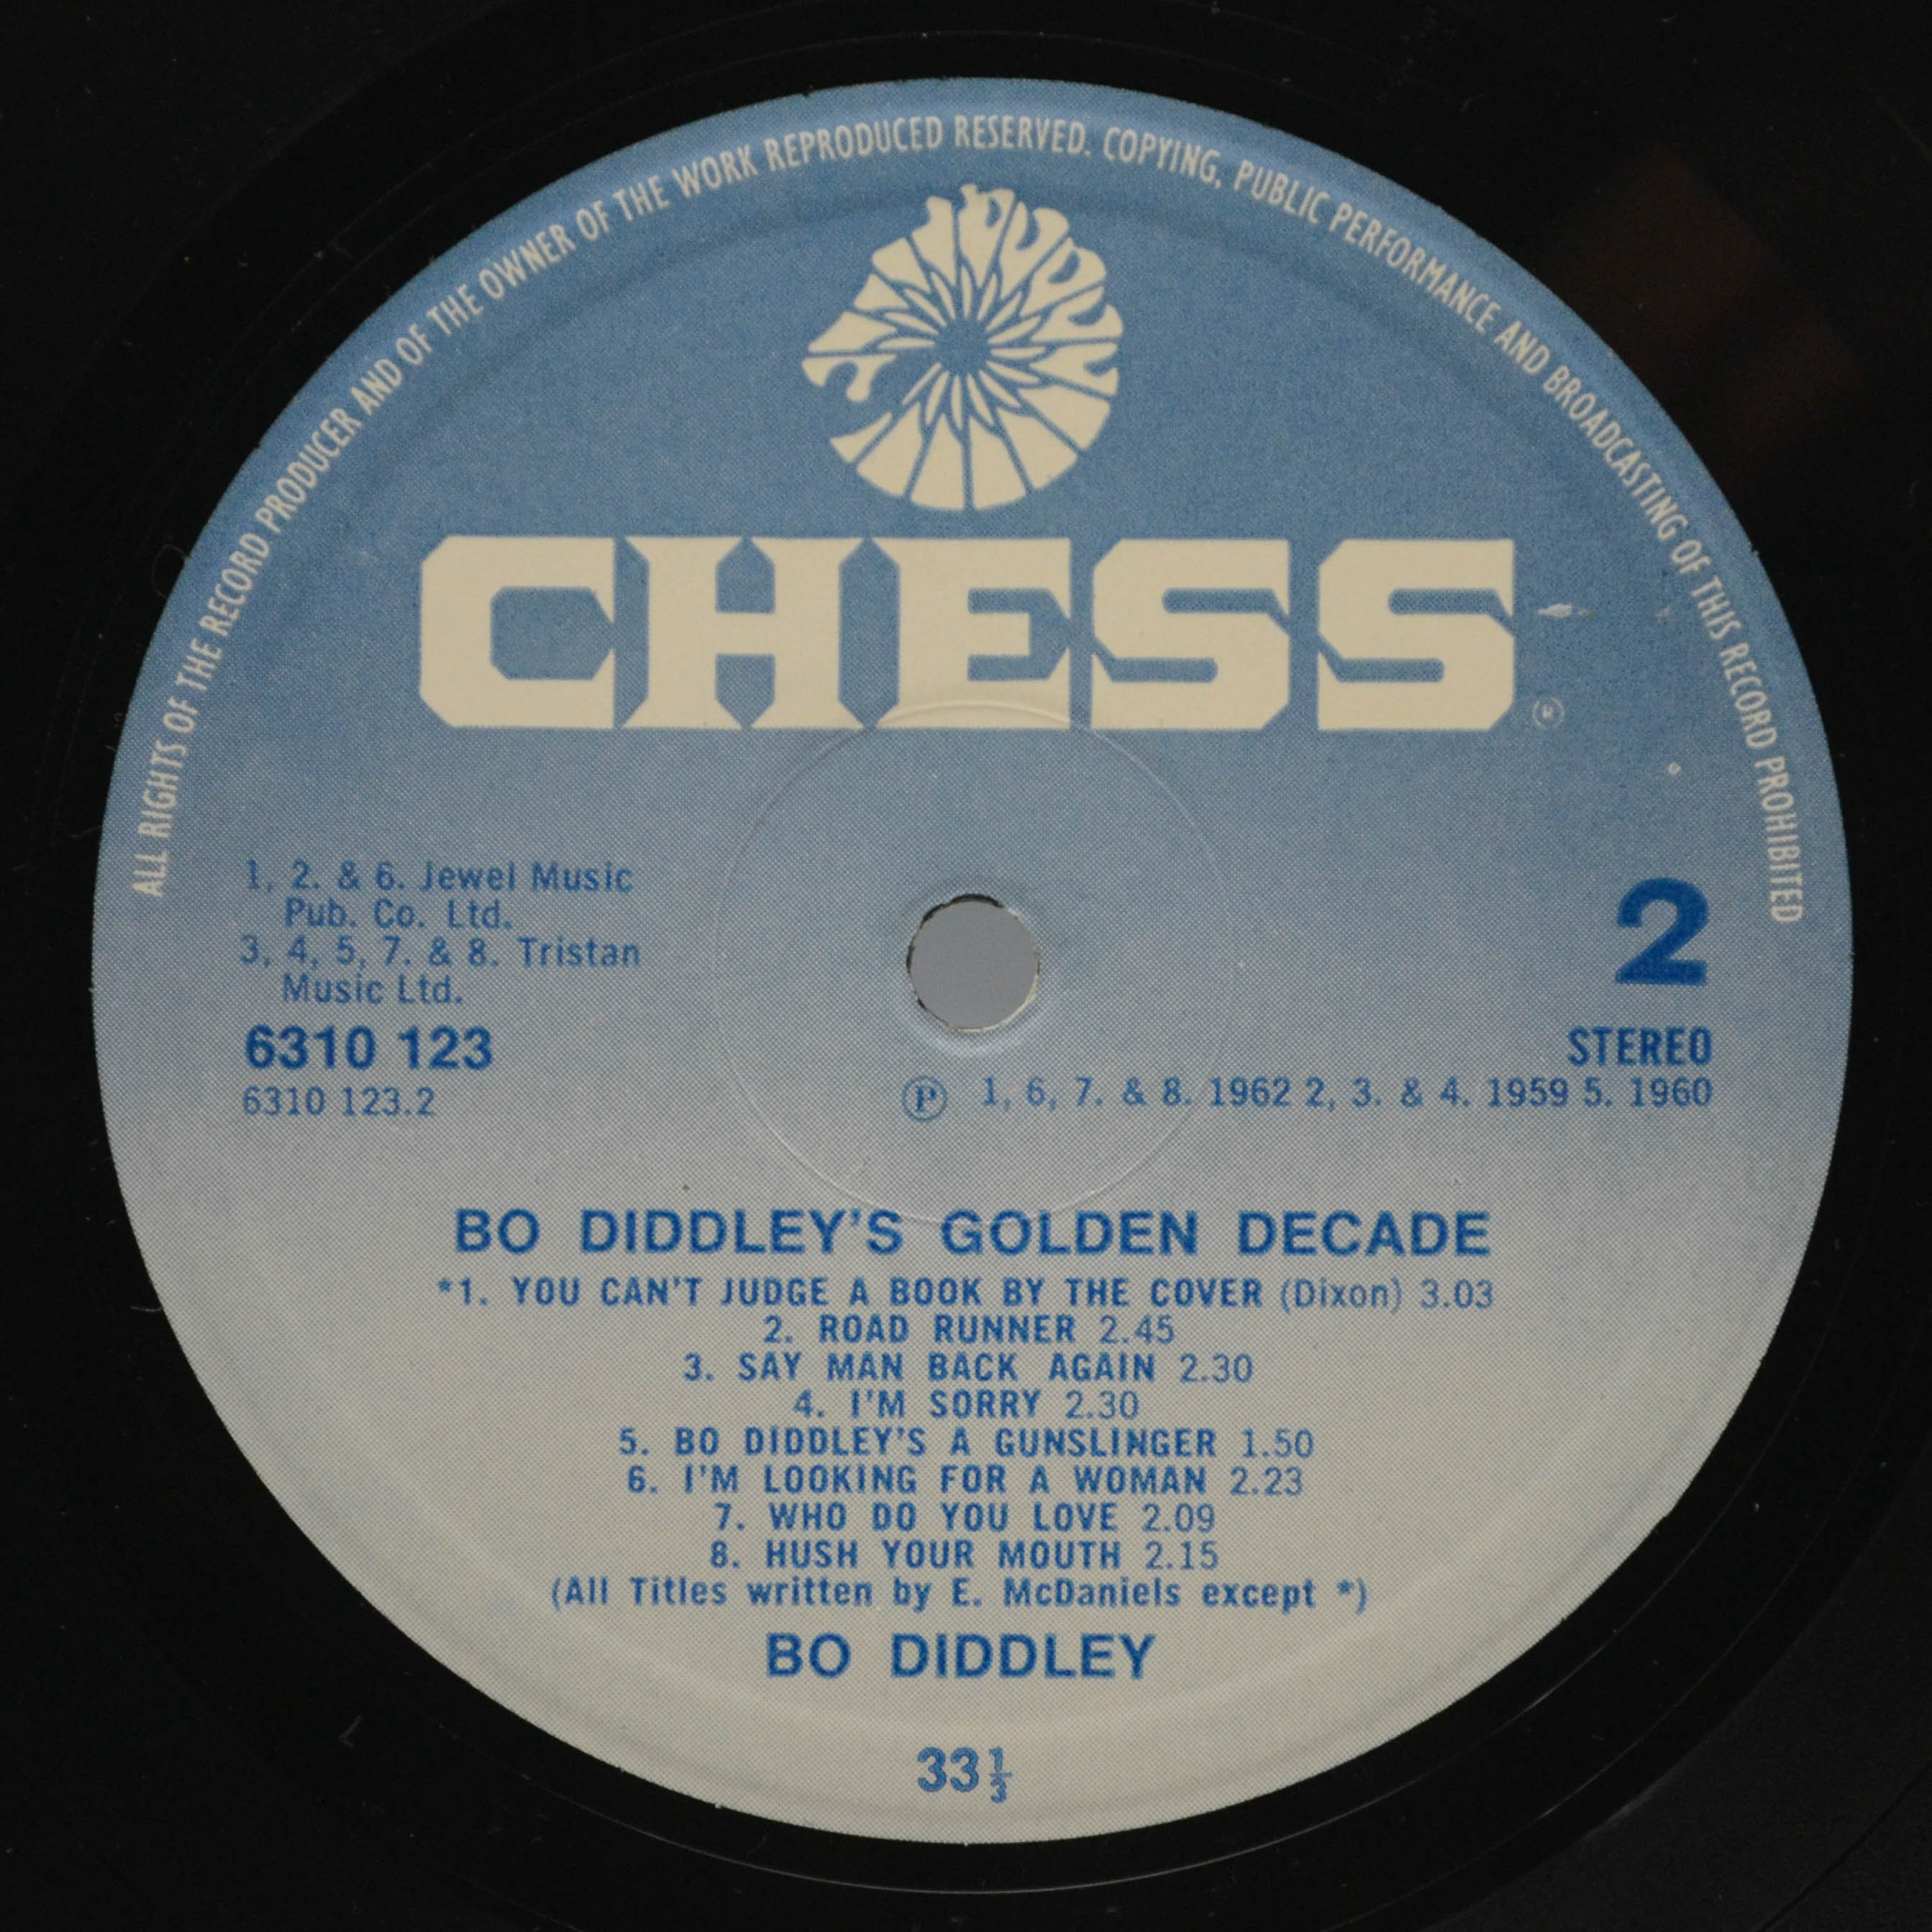 ALL RIGHTS OF THE RECORD PRODUCER AND OF THE OWNER OF THE WORK REPRODUCED RESERVED. COPYING, PUBLIC PERFORMANCE AND BROADCASTING OF THIS RECORD PROHIBITED
CHESS
®
1, 2. & 6. Jewel Music
Pub. Co. Ltd.
3, 4, 5, 7. & 8. Tristan
Music Ltd.
6310 123
6310 123.2
2
STEREO
Ⓟ 1, 6, 7. & 8. 1962 2, 3. & 4. 1959 5. 1960
BO DIDDLEY'S GOLDEN DECADE
*1. YOU CAN'T JUDGE A BOOK BY THE COVER (Dixon) 3.03
2. ROAD RUNNER 2.45
3. SAY MAN BACK AGAIN 2.30
4. I'M SORRY 2.30
5. BO DIDDLEY'S A GUNSLINGER 1.50
6. I'M LOOKING FOR A WOMAN 2.23
7. WHO DO YOU LOVE 2.09
8. HUSH YOUR MOUTH 2.15
(All Titles written by E. McDaniels except *)
BO DIDDLEY
33⅓